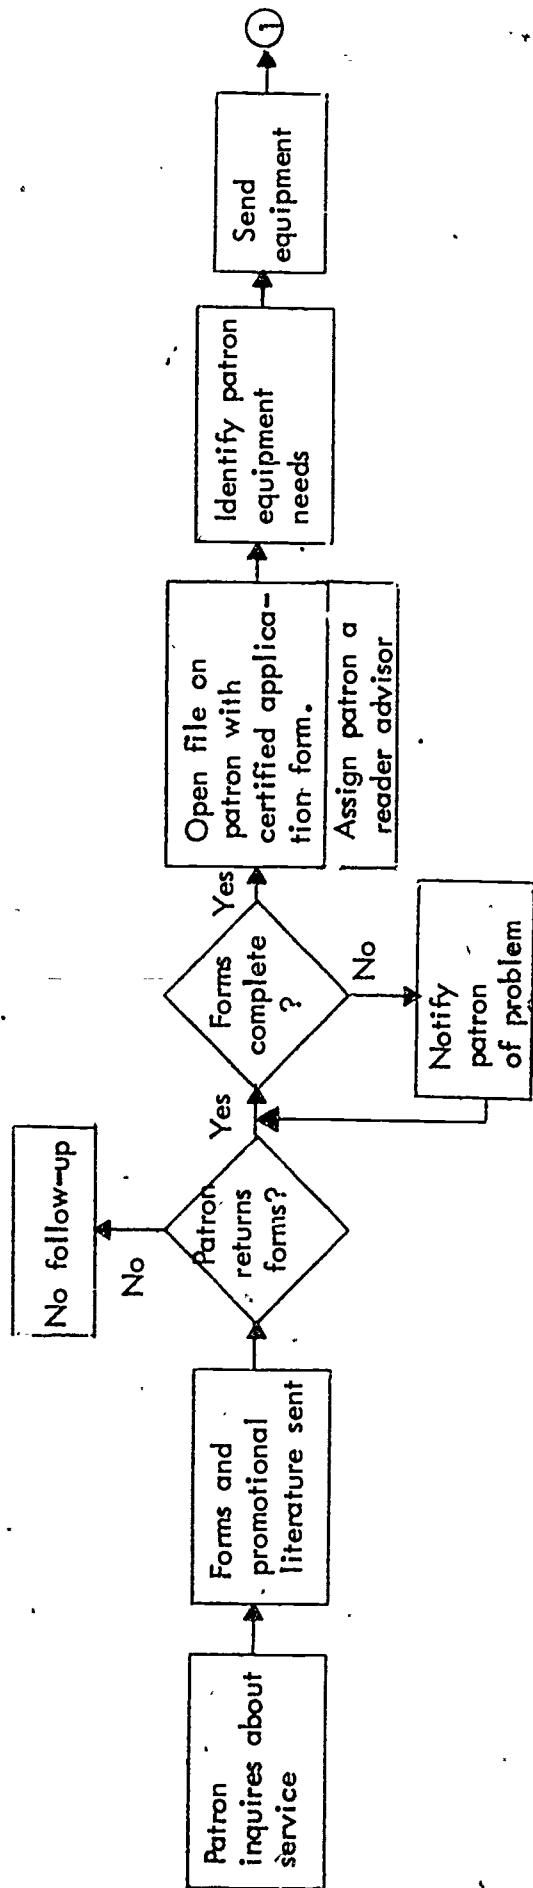 Patron
inquires about
service
Forms and
promotional
literature sent
Patron
returns
forms?
No
No follow-up
Yes
Forms
complete
?
No
Notify
patron
of problem
Yes
Open file on
patron with
certified applica-
tion form.
Assign patron a
reader advisor
Identify patron
equipment
needs
Send
equipment
1